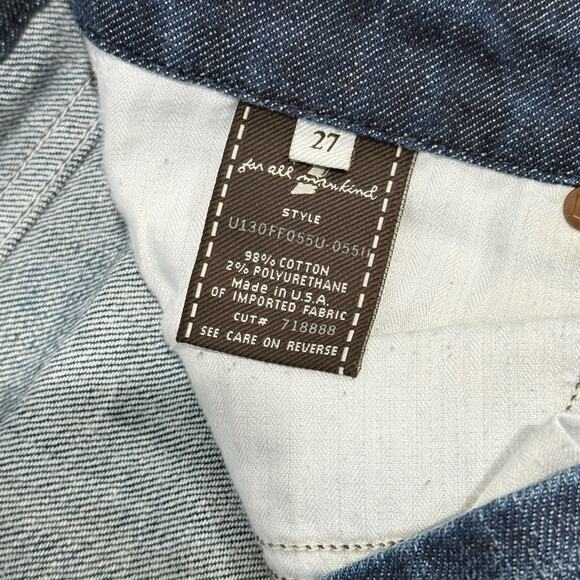 27
7
for all mankind
STYLE
U130FF055U-055U
98% COTTON
2% POLYURETHANE
Made in U.S.A.
OF IMPORTED FABRIC
CUT# 718888
SEE CARE ON REVERSE